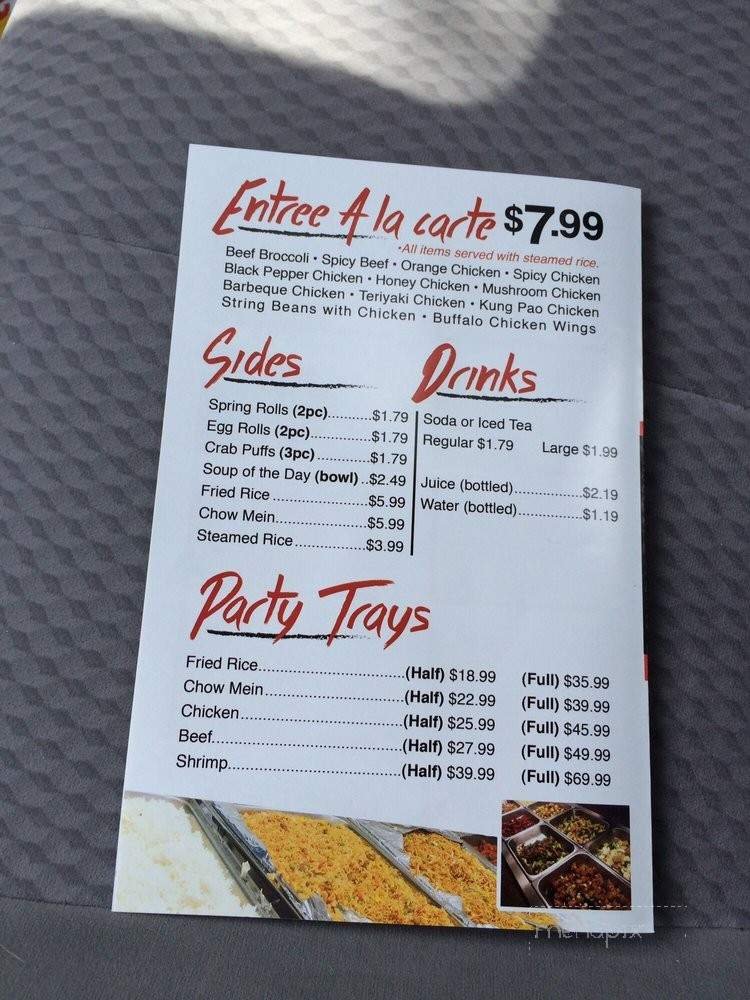 Entree A la carte $7.99
•All items served with steamed rice.
Beef Broccoli • Spicy Beef • Orange Chicken • Spicy Chicken
Black Pepper Chicken • Honey Chicken • Mushroom Chicken
Barbeque Chicken • Teriyaki Chicken • Kung Pao Chicken
String Beans with Chicken • Buffalo Chicken Wings
Sides
Spring Rolls (2pc)..........$1.79
Egg Rolls (2pc)..............$1.79
Crab Puffs (3pc).............$1.79
Soup of the Day (bowl)..$2.49
Fried Rice......................$5.99
Chow Mein.....................$5.99
Steamed Rice................$3.99
Drinks
Soda or Iced Tea
Regular $1.79 Large $1.99
Juice (bottled)................$2.19
Water (bottled)...............$1.19
Party Trays
Fried Rice..................................(Half) $18.99 (Full) $35.99
Chow Mein.................................(Half) $22.99 (Full) $39.99
Chicken......................................(Half) $25.99 (Full) $45.99
Beef............................................(Half) $27.99 (Full) $49.99
Shrimp........................................(Half) $39.99 (Full) $69.99
menupix